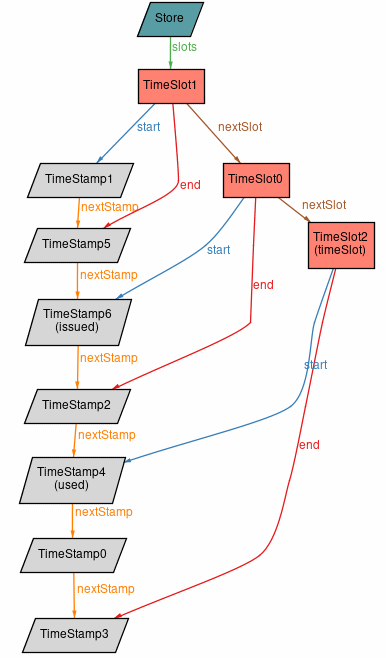 Store
slots
TimeSlot1
start
nextSlot
end
TimeStamp1
TimeSlot0
nextStamp
nextSlot
TimeStamp5
TimeSlot2
(timeSlot)
start
nextStamp
end
TimeStamp6
(issued)
nextStamp
start
TimeStamp2
nextStamp
end
TimeStamp4
(used)
nextStamp
TimeStamp0
nextStamp
TimeStamp3